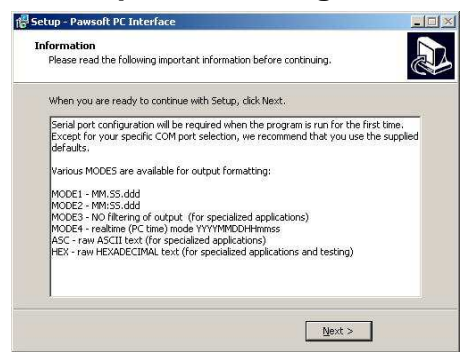 Setup - Pawsoft PC Interface
Information
Please read the following important information before continuing.
When you are ready to continue with Setup, click Next.
Serial port configuration will be required when the program is run for the first time.
Except for your specific COM port selection, we recommend that you use the supplied
defaults.
Various MODES are available for output formatting:
MODE1 - MM.SS.ddd
MODE2 - MM:SS.ddd
MODE3 - NO filtering of output  (for specialized applications)
MODE4 - realtime (PC time) mode YYYYMMDDHHmmss
ASC - raw ASCII text (for specialized applications)
HEX - raw HEXADECIMAL text (for specialized applications and testing)
Next >